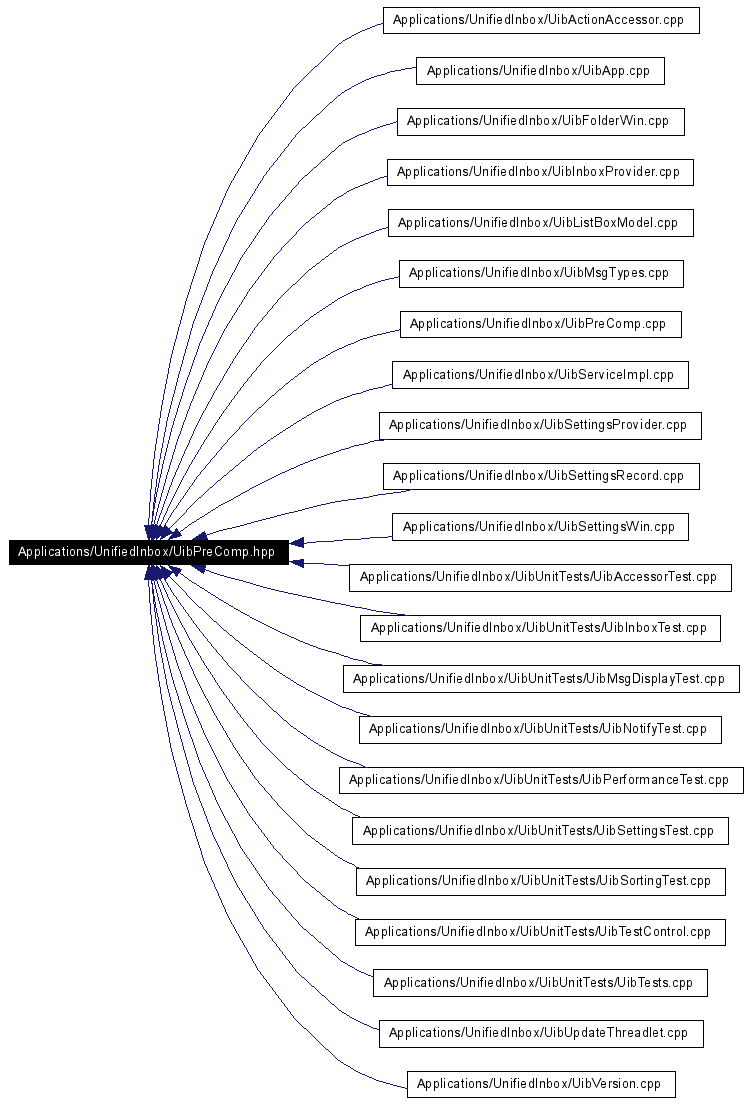 Applications/UnifiedInbox/UibActionAccessor.cpp
Applications/UnifiedInbox/UibApp.cpp
Applications/UnifiedInbox/UibFolderWin.cpp
Applications/UnifiedInbox/UibInboxProvider.cpp
Applications/UnifiedInbox/UibListBoxModel.cpp
Applications/UnifiedInbox/UibMsgTypes.cpp
Applications/UnifiedInbox/UibPreComp.cpp
Applications/UnifiedInbox/UibServiceImpl.cpp
Applications/UnifiedInbox/UibSettingsProvider.cpp
Applications/UnifiedInbox/UibSettingsRecord.cpp
Applications/UnifiedInbox/UibSettingsWin.cpp
Applications/UnifiedInbox/UibPreComp.hpp
Applications/UnifiedInbox/UibUnitTests/UibAccessorTest.cpp
Applications/UnifiedInbox/UibUnitTests/UibInboxTest.cpp
Applications/UnifiedInbox/UibUnitTests/UibMsgDisplayTest.cpp
Applications/UnifiedInbox/UibUnitTests/UibNotifyTest.cpp
Applications/UnifiedInbox/UibUnitTests/UibPerformanceTest.cpp
Applications/UnifiedInbox/UibUnitTests/UibSettingsTest.cpp
Applications/UnifiedInbox/UibUnitTests/UibSortingTest.cpp
Applications/UnifiedInbox/UibUnitTests/UibTestControl.cpp
Applications/UnifiedInbox/UibUnitTests/UibTests.cpp
Applications/UnifiedInbox/UibUpdateThreadlet.cpp
Applications/UnifiedInbox/UibVersion.cpp